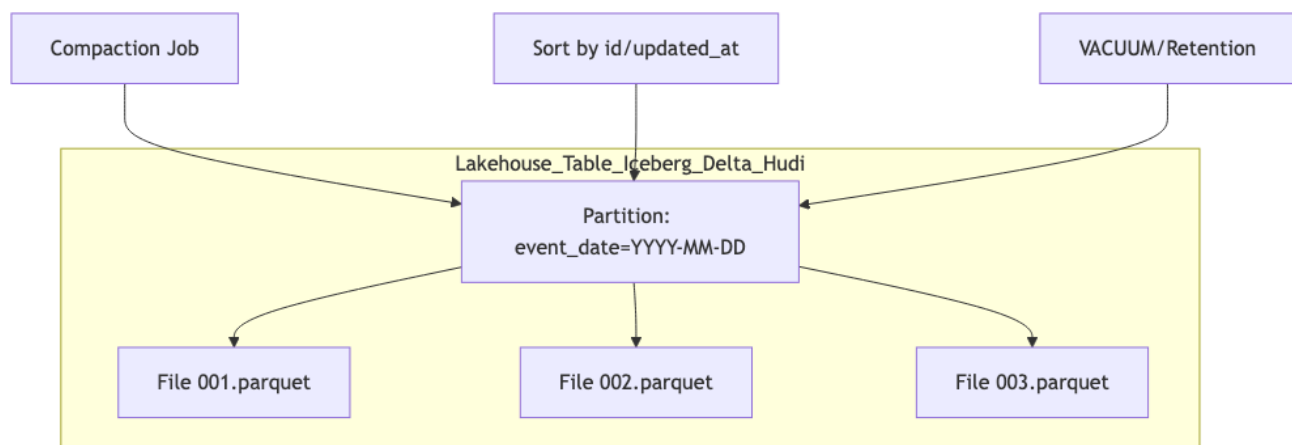 Compaction Job
Sort by id/updated_at
VACUUM/Retention
Lakehouse_Table_Iceberg_Delta_Hudi
Partition:
event_date=YYYY-MM-DD
File 001.parquet
File 002.parquet
File 003.parquet